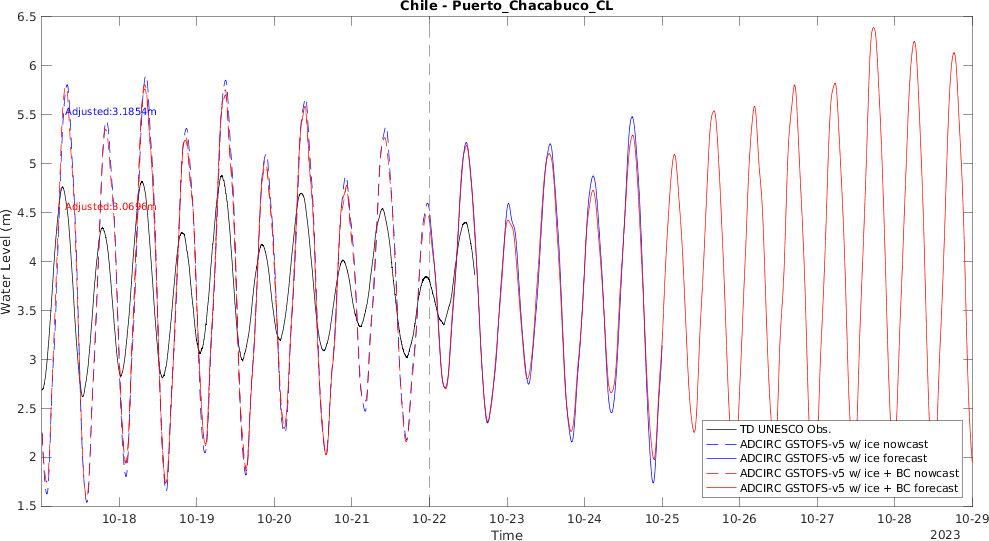 Chile - Puerto_Chacabuco_CL
6.5
6
5.5
5
4.5
4
3.5
3
2.5
2
1.5
Water Level (m)
Adjusted:3.1854m
Adjusted:3.0696m
TD UNESCO Obs.
ADCIRC GSTOFS-v5 w/ ice nowcast
ADCIRC GSTOFS-v5 w/ ice forecast
ADCIRC GSTOFS-v5 w/ ice + BC nowcast
ADCIRC GSTOFS-v5 w/ ice + BC forecast
10-18 10-19 10-20 10-21 10-22 10-23 10-24 10-25 10-26 10-27 10-28 10-29
Time
2023